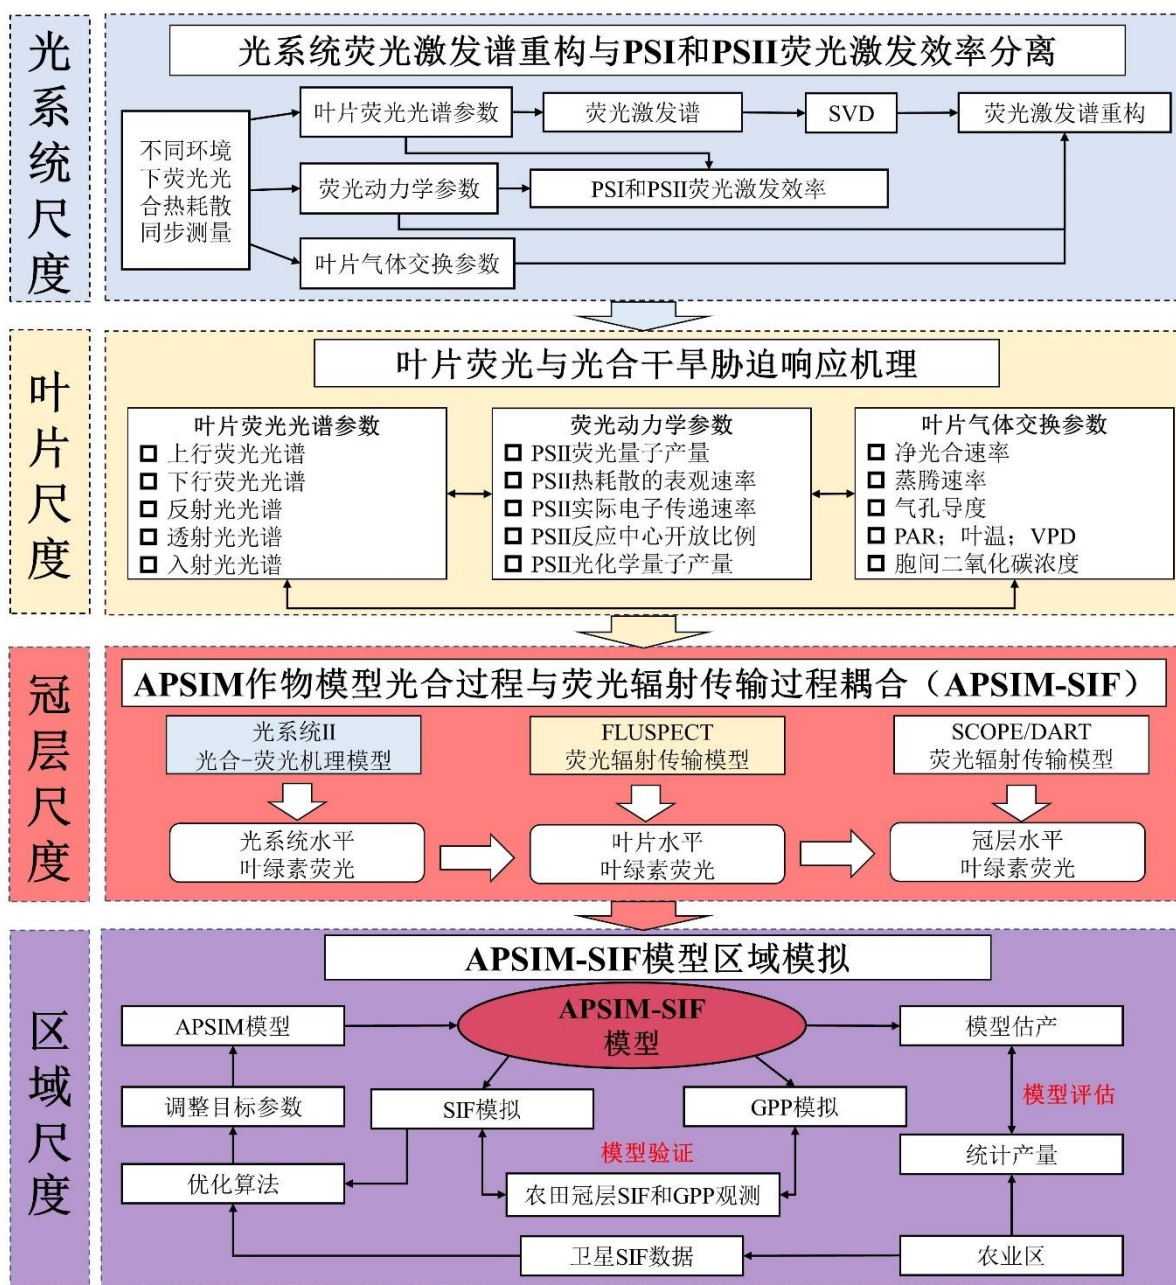 光系统尺度
光系统荧光激发谱重构与PSI和PSII荧光激发效率分离
不同环境
下荧光光
合热耗散
同步测量
叶片荧光光谱参数
荧光激发谱
SVD
荧光激发谱重构
荧光动力学参数
PSI和PSII荧光激发效率
叶片气体交换参数
叶片尺度
叶片荧光与光合干旱胁迫响应机理
叶片荧光光谱参数
上行荧光光谱
下行荧光光谱
反射光光谱
透射光光谱
入射光光谱
荧光动力学参数
PSII荧光量子产量
PSII热耗散的表观速率
PSII实际电子传递速率
PSII反应中心开放比例
PSII光化学量子产量
叶片气体交换参数
净光合速率
蒸腾速率
气孔导度
PAR；叶温；VPD
胞间二氧化碳浓度
冠层尺度
APSIM作物模型光合过程与荧光辐射传输过程耦合（APSIM-SIF）
光系统II
光合-荧光机理模型
FLUSPECT
荧光辐射传输模型
SCOPE/DART
荧光辐射传输模型
光系统水平
叶绿素荧光
叶片水平
叶绿素荧光
冠层水平
叶绿素荧光
区域尺度
APSIM-SIF模型区域模拟
APSIM模型
APSIM-SIF
模型
模型估产
调整目标参数
SIF模拟
GPP模拟
模型评估
模型验证
优化算法
农田冠层SIF和GPP观测
统计产量
卫星SIF数据
农业区